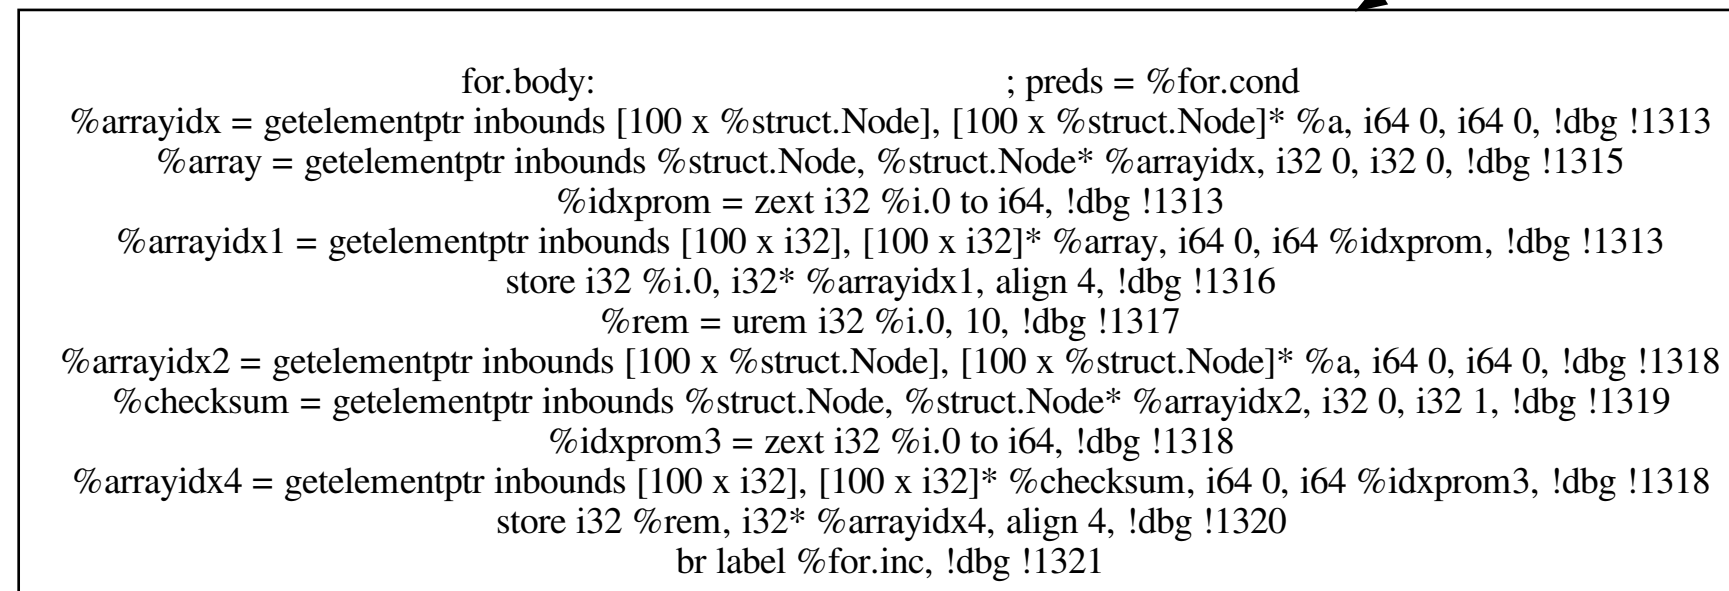 for.body: ; preds = %for.cond
%arrayidx = getelementptr inbounds [100 x %struct.Node], [100 x %struct.Node]* %a, i64 0, i64 0, !dbg !1313
%array = getelementptr inbounds %struct.Node, %struct.Node* %arrayidx, i32 0, i32 0, !dbg !1315
%idxprom = zext i32 %i.0 to i64, !dbg !1313
%arrayidx1 = getelementptr inbounds [100 x i32], [100 x i32]* %array, i64 0, i64 %idxprom, !dbg !1313
store i32 %i.0, i32* %arrayidx1, align 4, !dbg !1316
%rem = urem i32 %i.0, 10, !dbg !1317
%arrayidx2 = getelementptr inbounds [100 x %struct.Node], [100 x %struct.Node]* %a, i64 0, i64 0, !dbg !1318
%checksum = getelementptr inbounds %struct.Node, %struct.Node* %arrayidx2, i32 0, i32 1, !dbg !1319
%idxprom3 = zext i32 %i.0 to i64, !dbg !1318
%arrayidx4 = getelementptr inbounds [100 x i32], [100 x i32]* %checksum, i64 0, i64 %idxprom3, !dbg !1318
store i32 %rem, i32* %arrayidx4, align 4, !dbg !1320
br label %for.inc, !dbg !1321